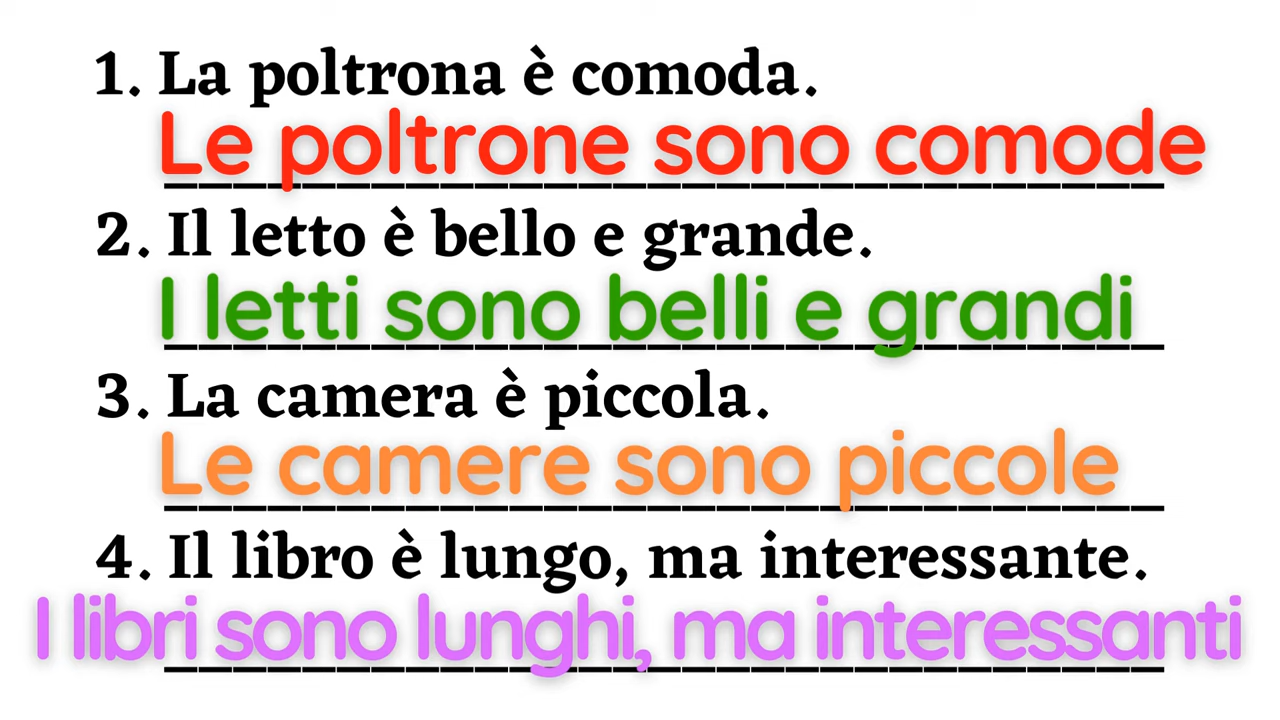 1. La poltrona è comoda.
Le poltrone sono comode
2. Il letto è bello e grande.
I letti sono belli e grandi
3. La camera è piccola.
Le camere sono piccole
4. Il libro è lungo, ma interessante.
I libri sono lunghi, ma interessanti